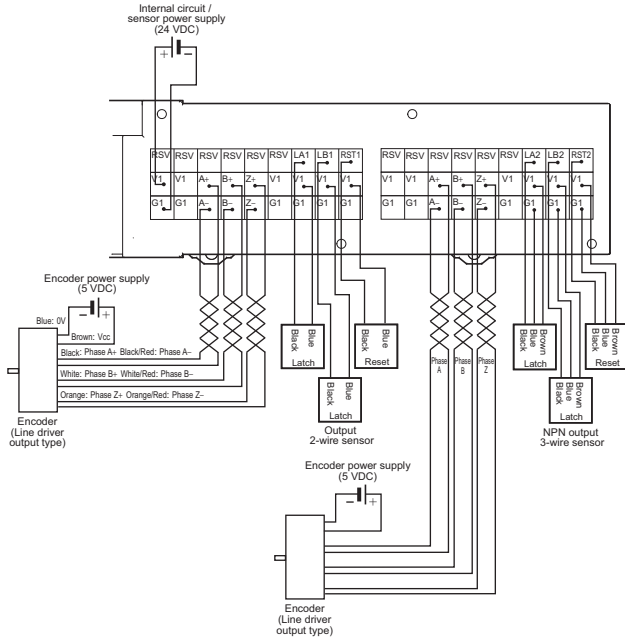 Internal circuit /
sensor power supply
(24 VDC)
+ −
RSV RSV RSV RSV RSV RSV LA1 LB1 RST1
V1 V1 A+ B+ Z+ V1 V1 V1 V1
G1 G1 A− B− Z− G1 G1 G1 G1
RSV RSV RSV RSV RSV RSV LA2 LB2 RST2
V1 V1 A+ B+ Z+ V1 V1 V1 V1
G1 G1 A− B− Z− G1 G1 G1 G1
Encoder power supply
(5 VDC)
− +
Blue: 0V
Brown: Vcc
Black: Phase A+ Black/Red: Phase A−
White: Phase B+ White/Red: Phase B−
Orange: Phase Z+ Orange/Red: Phase Z−
Encoder
(Line driver
output type)
Black
Blue
Latch
Black
Blue
Latch
Black
Blue
Reset
Output
2-wire sensor
Phase
A
Phase
B
Phase
Z
Black
Blue
Brown
Latch
Black
Blue
Brown
Latch
Black
Blue
Brown
Reset
NPN output
3-wire sensor
Encoder power supply
(5 VDC)
− +
Encoder
(Line driver
output type)